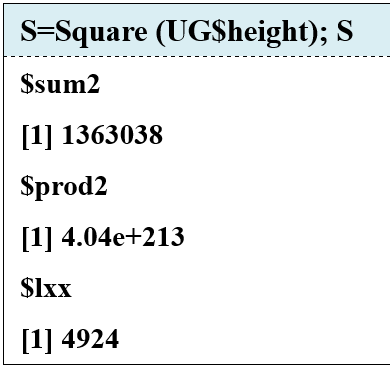 S=Square (UG$height); S
$sum2
[1] 1363038
$prod2
[1] 4.04e+213
$lxx
[1] 4924